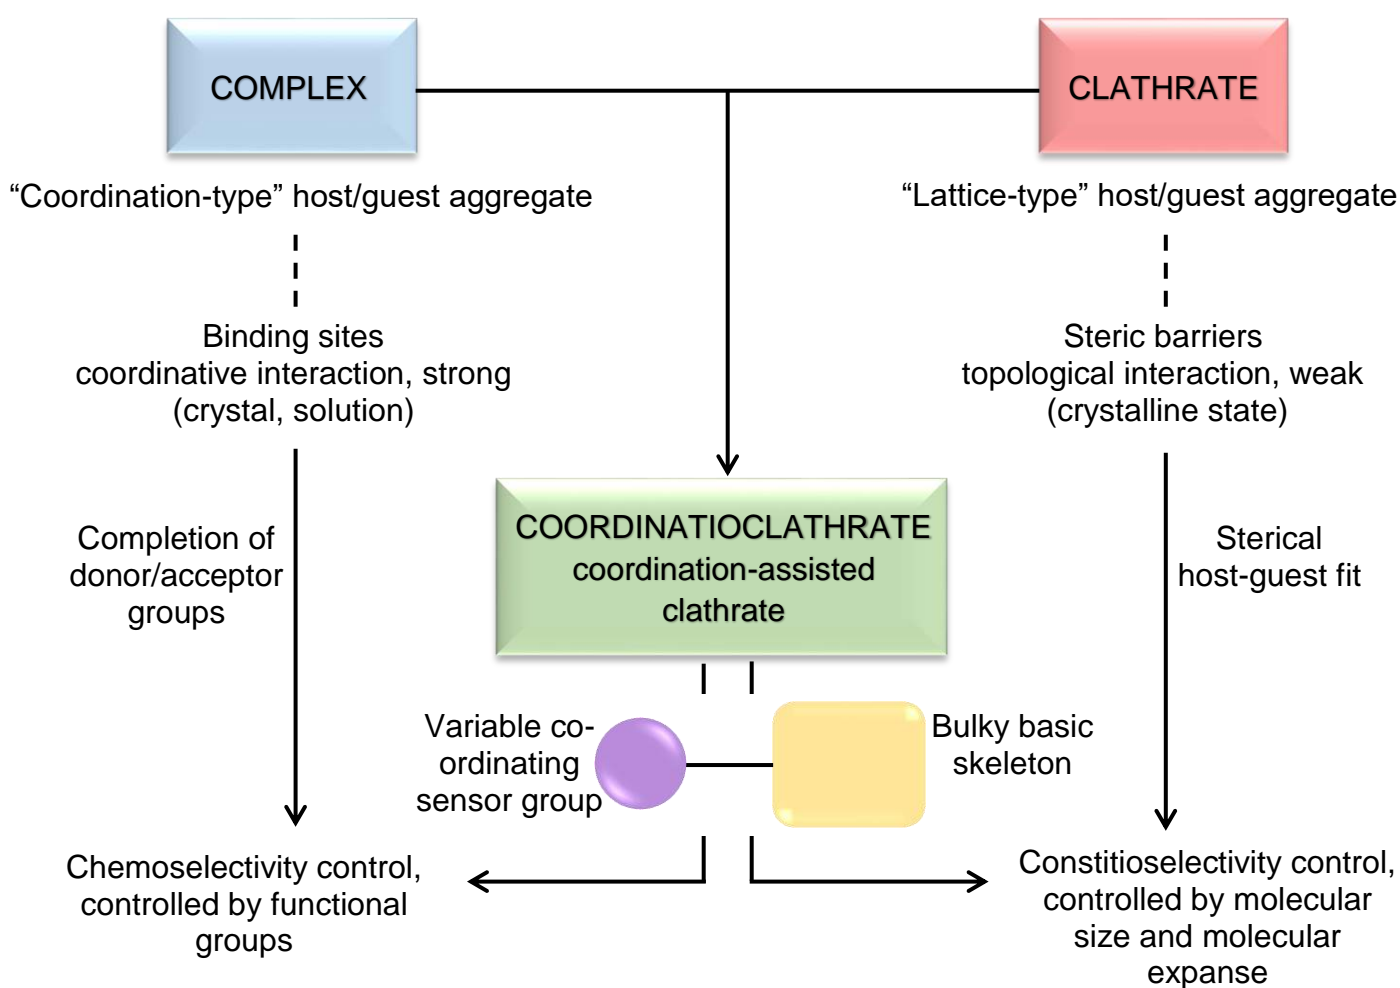 COMPLEX
CLATHRATE
“Coordination-type” host/guest aggregate
“Lattice-type” host/guest aggregate
Binding sites
coordinative interaction, strong
(crystal, solution)
Steric barriers
topological interaction, weak
(crystalline state)
Completion of
donor/acceptor
groups
COORDINATIOCLATHRATE
coordination-assisted
clathrate
Sterical
host-guest fit
Variable co-
ordinating
sensor group
Bulky basic
skeleton
Chemoselectivity control,
controlled by functional
groups
Constitioselectivity control,
controlled by molecular
size and molecular
expanse